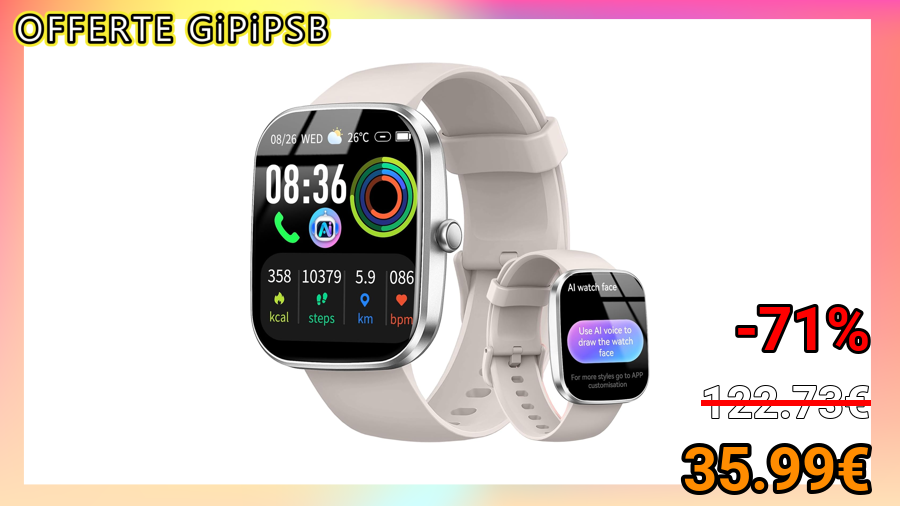 OFFERTE GiPiPSB
08/26 WED 26℃
08:36
Ai
358 10379 5.9 086
kcal steps km bpm
AI watch face
Use AI voice to
draw the watch
face
For more styles go to APP
customisation
-71%
122.73€
35.99€